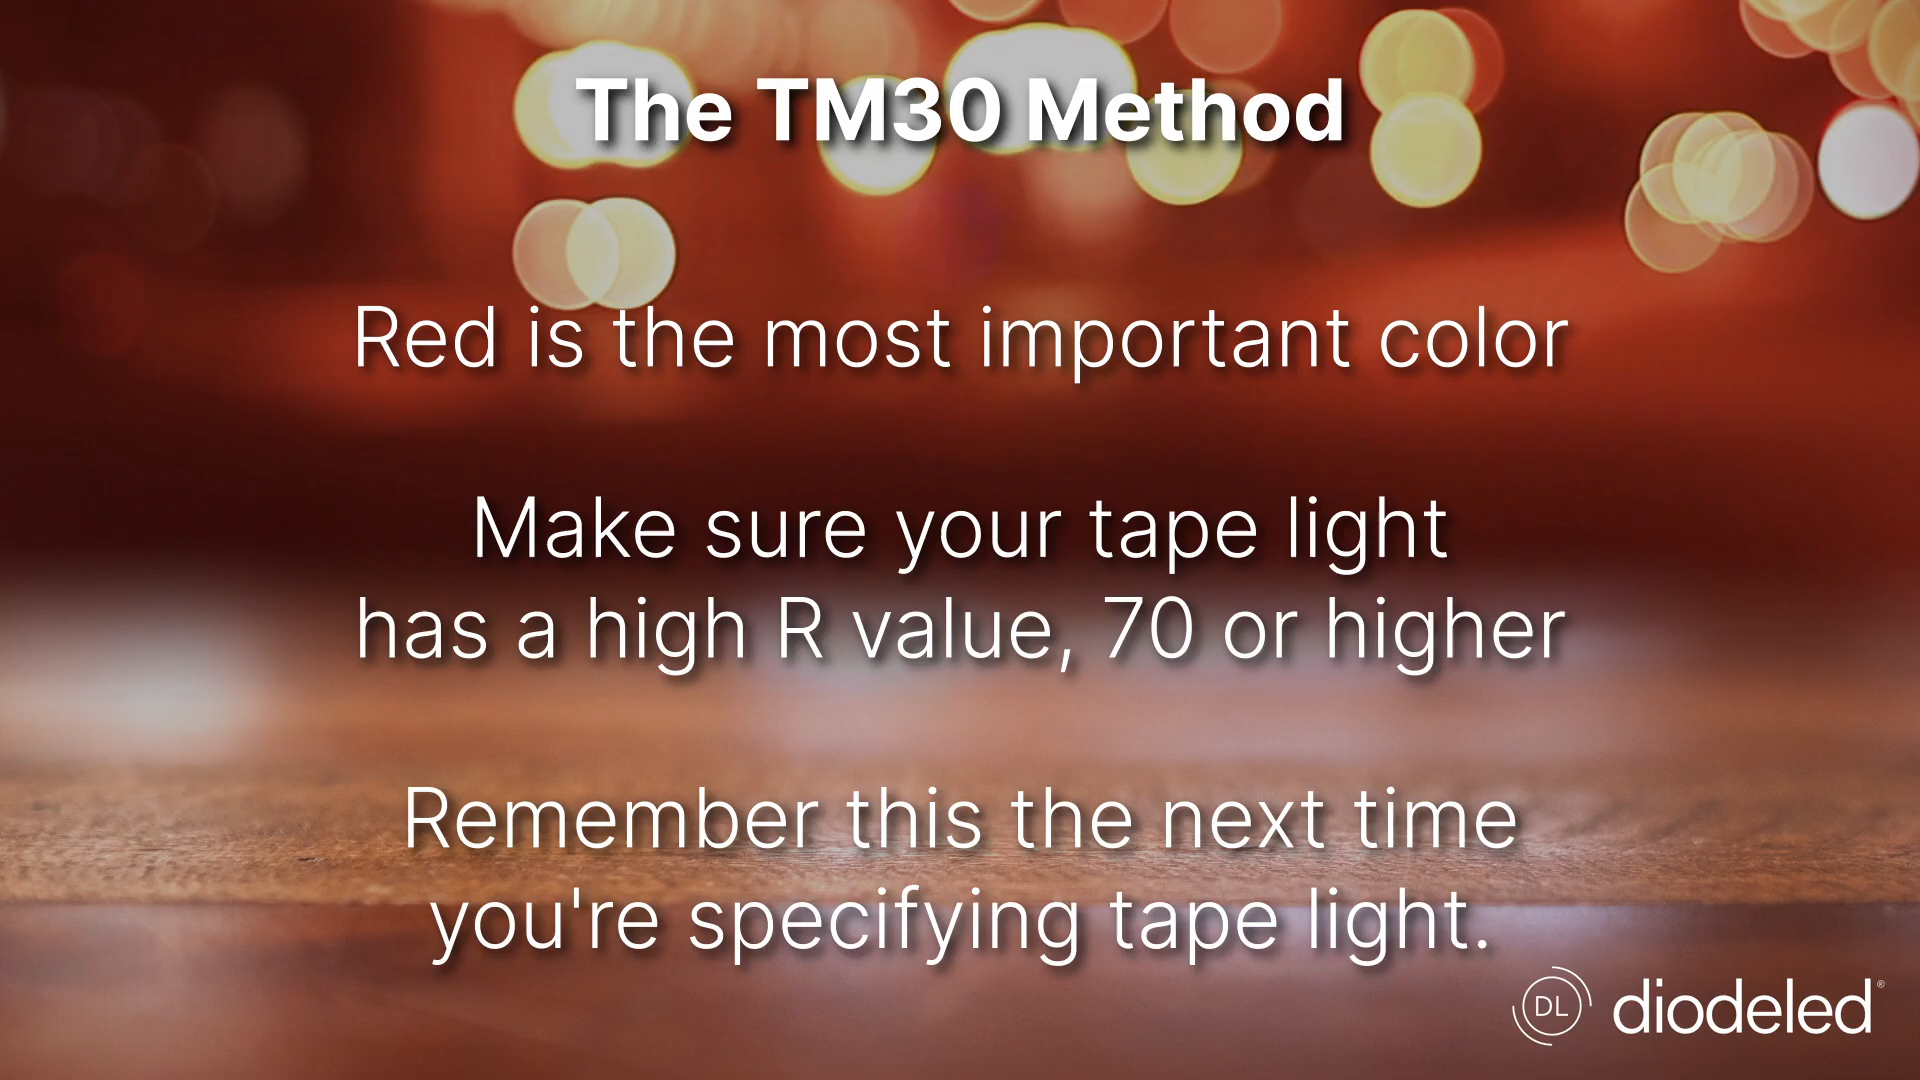 The TM30 Method
Red is the most important color
Make sure your tape light
has a high R value, 70 or higher
Remember this the next time
you're specifying tape light.
DL diodeled®